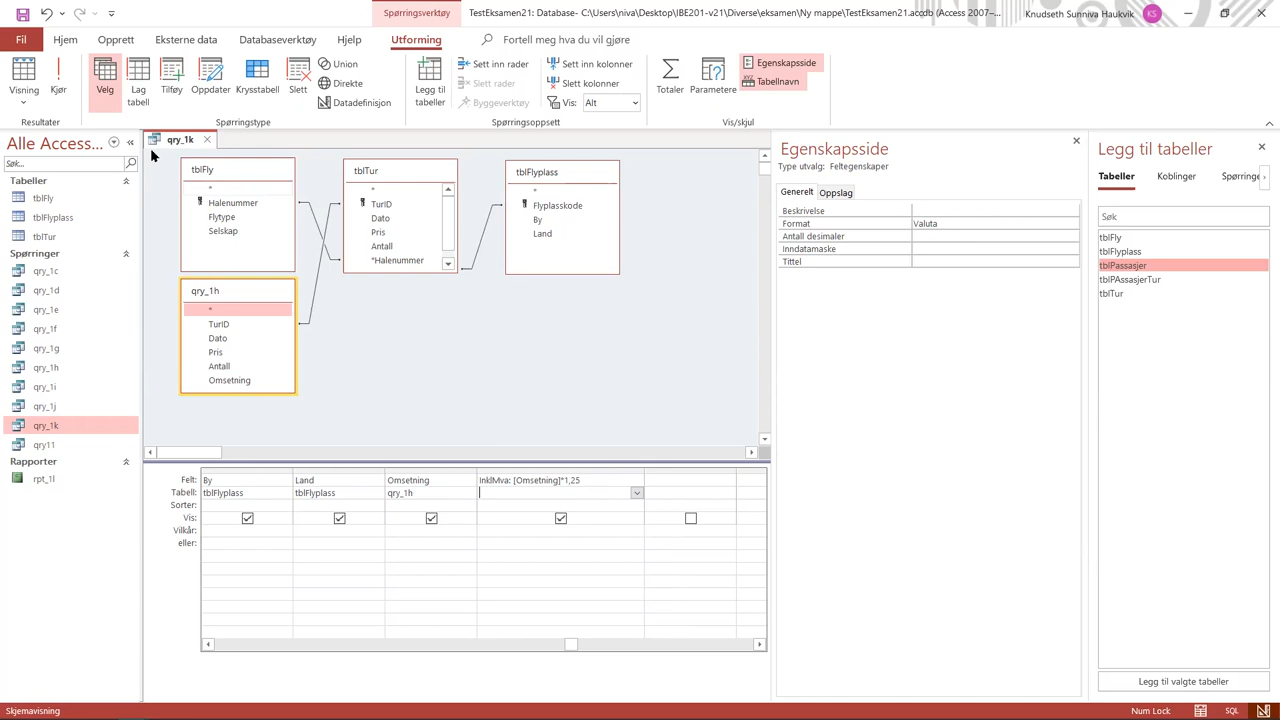 Spørringsverktøy
TestEksamen21: Database- C:\Users\niva\Desktop\IBE201-v21\Diverse\eksamen\Ny mappe\TestEksamen21.accdb (Access 2007–...
Knudseth Sunniva Haukvik
KS
Fil
Hjem
Opprett
Eksterne data
Databaseverktøy
Hjelp
Utforming
Fortell meg hva du vil gjøre
Visning
Kjør
Velg
Lag tabell
Tilføy
Oppdater
Krysstabell
Slett
Union
Direkte
Datadefinisjon
Legg til tabeller
Sett inn rader
Slett rader
Byggeverktøy
Sett inn kolonner
Slett kolonner
Vis:
Alt
Totaler
Parametere
Egenskapsside
Tabellnavn
Resultater
Spørringstype
Spørringsoppsett
Vis/skjul
Alle Access...
Søk...
Tabeller
tblFly
tblFlyplass
tblTur
Spørringer
qry_1c
qry_1d
qry_1e
qry_1f
qry_1g
qry_1h
qry_1i
qry_1j
qry_1k
qry11
Rapporter
rpt_1l
qry_1k
tblFly
*
Halenummer
Flytype
Selskap
tblTur
*
TurID
Dato
Pris
Antall
*Halenummer
tblFlyplass
*
Flyplasskode
By
Land
qry_1h
*
TurID
Dato
Pris
Antall
Omsetning
Felt: By Land Omsetning InklMva: [Omsetning]*1,25
Tabell: tblFlyplass tblFlyplass qry_1h
Sorter:
Vis:
Vilkår:
eller:
Egenskapsside
Type utvalg: Feltegenskaper
Generelt
Oppslag
Beskrivelse
Format Valuta
Antall desimaler
Inndatamaske
Tittel
Legg til tabeller
Tabeller
Koblinger
Spørringe
Søk
tblFly
tblFlyplass
tblPassasjer
tblPAssasjerTur
tblTur
Legg til valgte tabeller
Skjemavisning
Num Lock
SQL